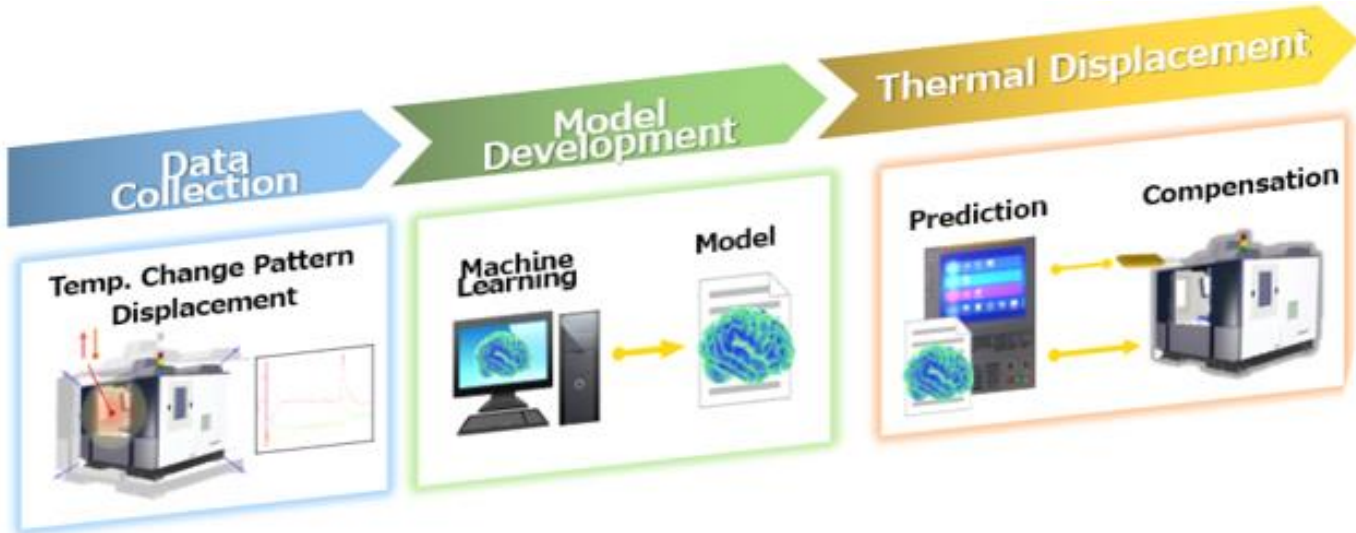 Data
Collection
Model
Development
Thermal Displacement
Temp. Change Pattern
Displacement
Machine
Learning
Model
Prediction
Compensation